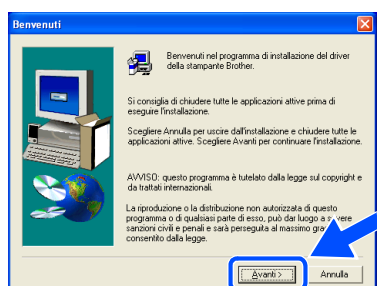 Benvenuti
Benvenuti nel programma di installazione del driver
della stampante Brother.
Si consiglia di chiudere tutte le applicazioni attive prima di
eseguire l'installazione.
Scegliere Annulla per uscire dall'installazione e chiudere tutte le
applicazioni attive. Scegliere Avanti per continuare l'installazione.
AVVISO: questo programma è tutelato dalla legge sul copyright e
da trattati internazionali.
La riproduzione o la distribuzione non autorizzata di questo
programma o di qualsiasi parte di esso, può dar luogo a severe
sanzioni civili e penali e sarà perseguita al massimo grado
consentito dalla legge.
Avanti >
Annulla